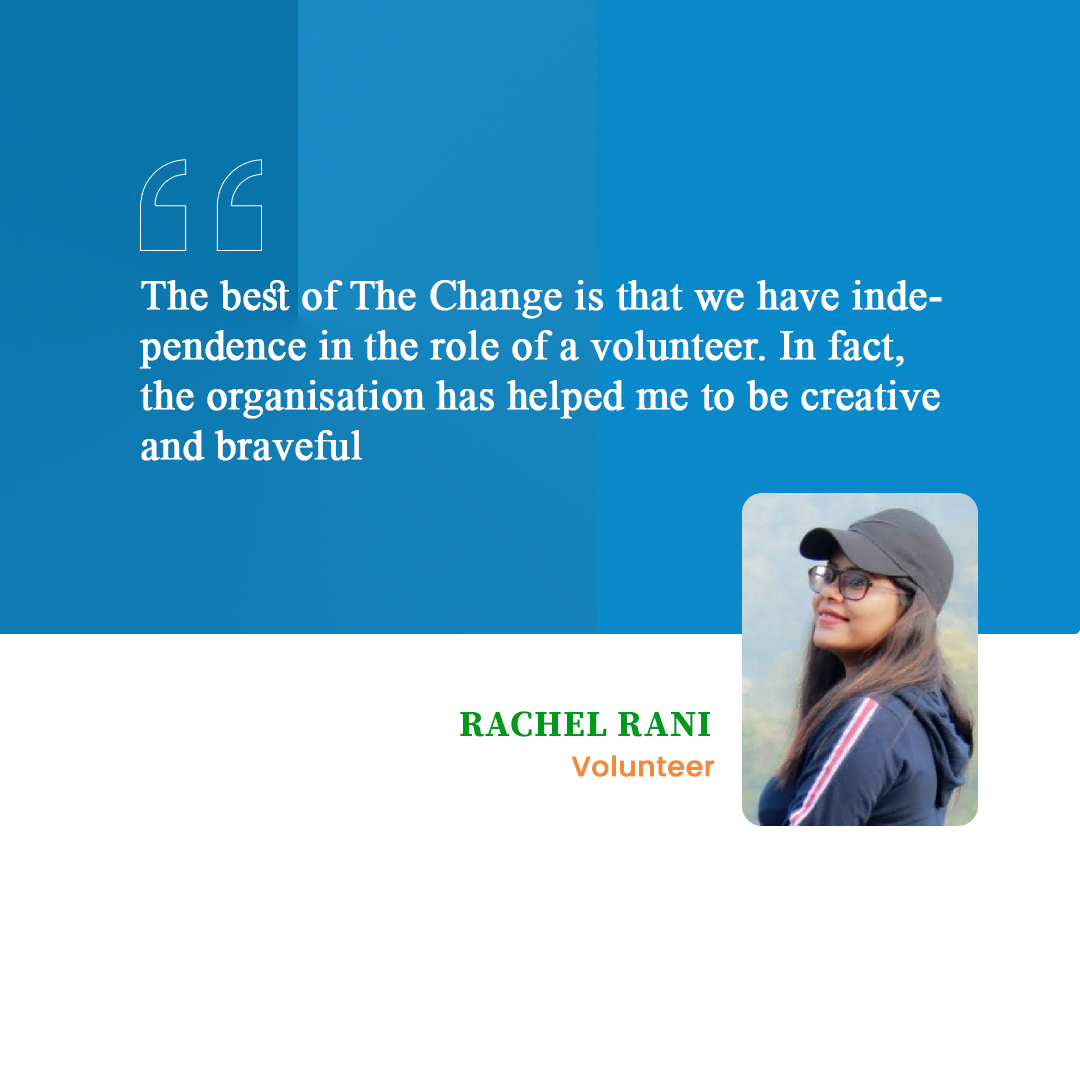 The best of The Change is that we have inde-
pendence in the role of a volunteer. In fact,
the organisation has helped me to be creative
and braveful
RACHEL RANI
Volunteer